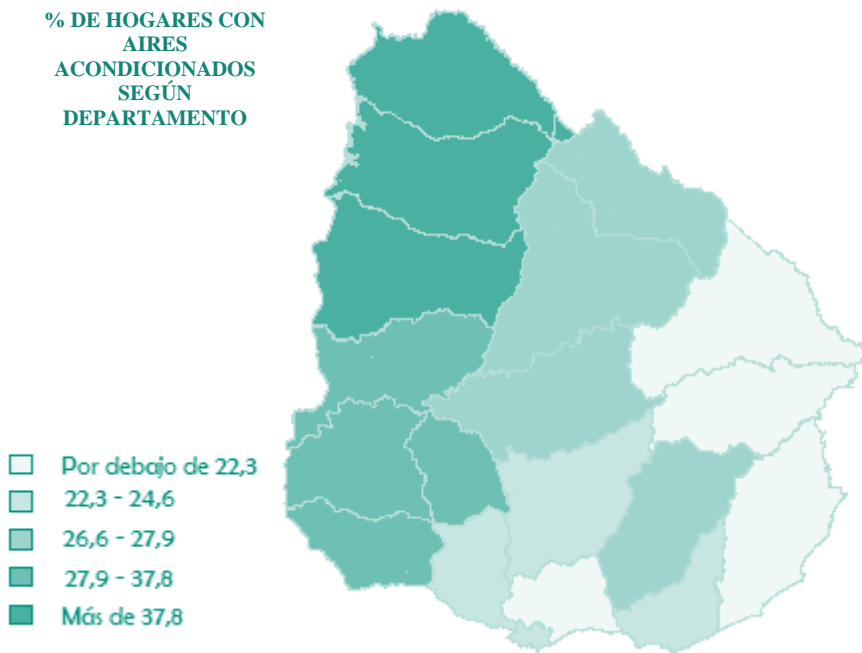 % DE HOGARES CON
AIRES
ACONDICIONADOS
SEGÚN
DEPARTAMENTO
Por debajo de 22,3
22,3 - 24,6
26,6 - 27,9
27,9 - 37,8
Más de 37,8